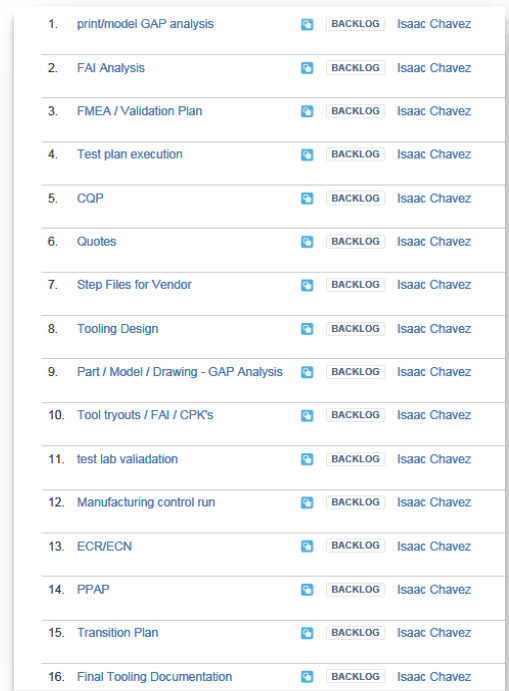 1. print/model GAP analysis BACKLOG Isaac Chavez
2. FAI Analysis BACKLOG Isaac Chavez
3. FMEA / Validation Plan BACKLOG Isaac Chavez
4. Test plan execution BACKLOG Isaac Chavez
5. CQP BACKLOG Isaac Chavez
6. Quotes BACKLOG Isaac Chavez
7. Step Files for Vendor BACKLOG Isaac Chavez
8. Tooling Design BACKLOG Isaac Chavez
9. Part / Model / Drawing - GAP Analysis BACKLOG Isaac Chavez
10. Tool tryouts / FAI / CPK's BACKLOG Isaac Chavez
11. test lab valiadation BACKLOG Isaac Chavez
12. Manufacturing control run BACKLOG Isaac Chavez
13. ECR/ECN BACKLOG Isaac Chavez
14. PPAP BACKLOG Isaac Chavez
15. Transition Plan BACKLOG Isaac Chavez
16. Final Tooling Documentation BACKLOG Isaac Chavez